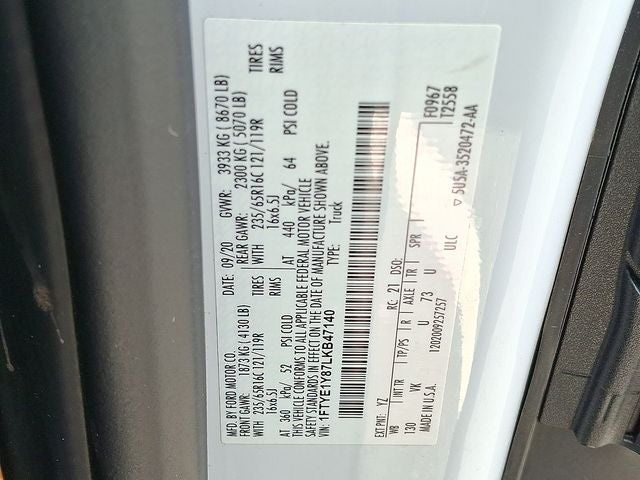 MFD. BY FORD MOTOR CO.
DATE: 09/20 GVWR: 3933 KG ( 8670 LB)
FRONT GAWR: 1873 KG (4130 LB) REAR GAWR: 2300 KG ( 5070 LB)
WITH 235/65R16C 121/119R TIRES WITH 235/65R16C 121/119R TIRES
16x6.5J RIMS 16x6.5J RIMS
AT 360 kPa/ 52 PSI COLD AT 440 kPa/ 64 PSI COLD
THIS VEHICLE CONFORMS TO ALL APPLICABLE FEDERAL MOTOR VEHICLE
SAFETY STANDARDS IN EFFECT ON THE DATE OF MANUFACTURE SHOWN ABOVE.
VIN: 1FTYE1Y87LKB47140 TYPE: Truck
EXT PNT: YZ RC: 21 DSO: F0967
WB INT TR TP/PS R AXLE TR SPR T255B
130 VK U 73 U
MADE IN U.S.A. 1202009257257 ULC ▽ 5U5A-3520472-AA